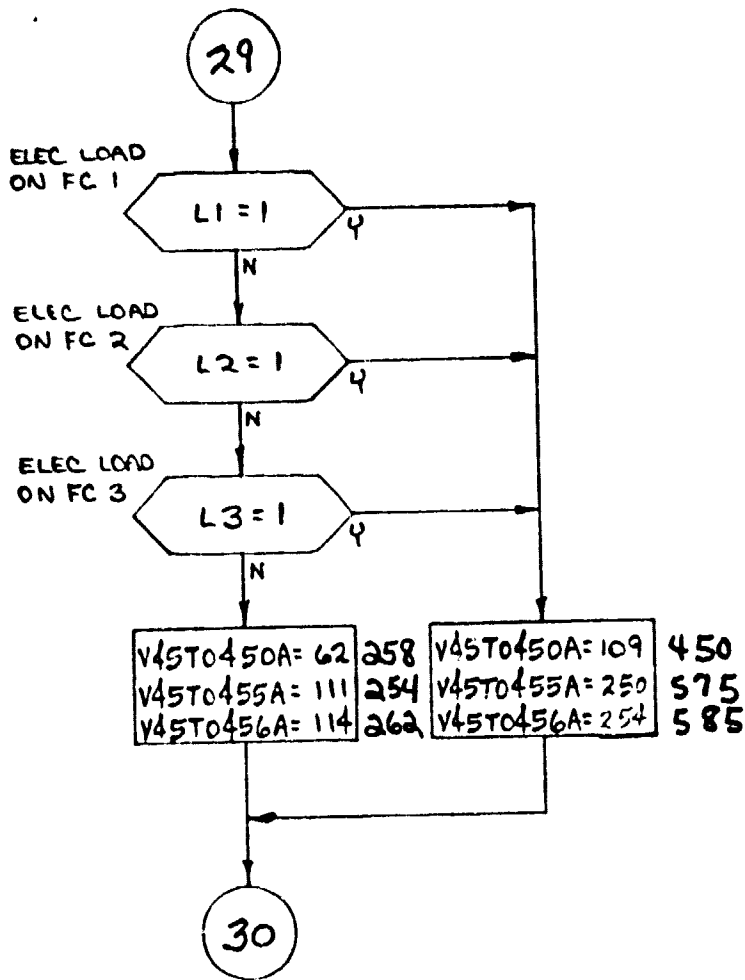 29
ELEC LOAD
ON FC 1
L1 = 1
Y
N
ELEC LOAD
ON FC 2
L2 = 1
Y
N
ELEC LOAD
ON FC 3
L3 = 1
Y
N
V45T0450A= 62 258
V45T0455A= 111 254
V45T0456A= 114 262
V45T0450A= 109 450
V45T0455A= 250 575
V45T0456A= 254 585
30